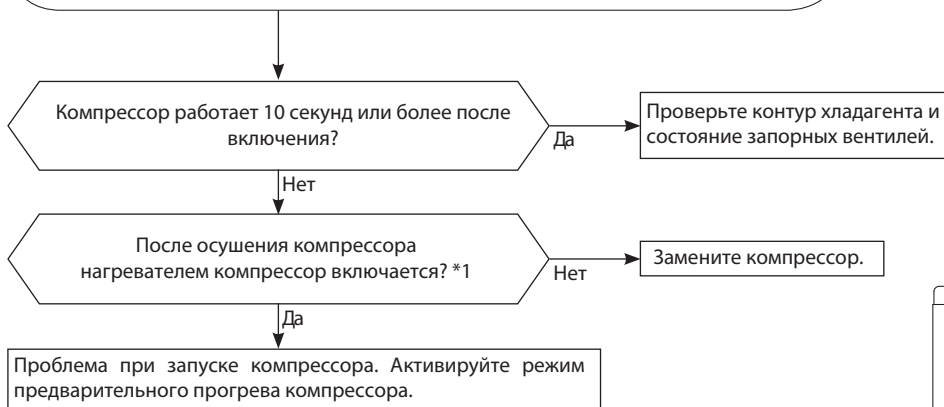 Компрессор работает 10 секунд или более после
включения?
Да
Проверьте контур хладагента и
состояние запорных вентилей.
Нет
После осушения компрессора
нагревателем компрессор включается? *1
Нет
Замените компрессор.
Да
Проблема при запуске компрессора. Активируйте режим
предварительного прогрева компрессора.